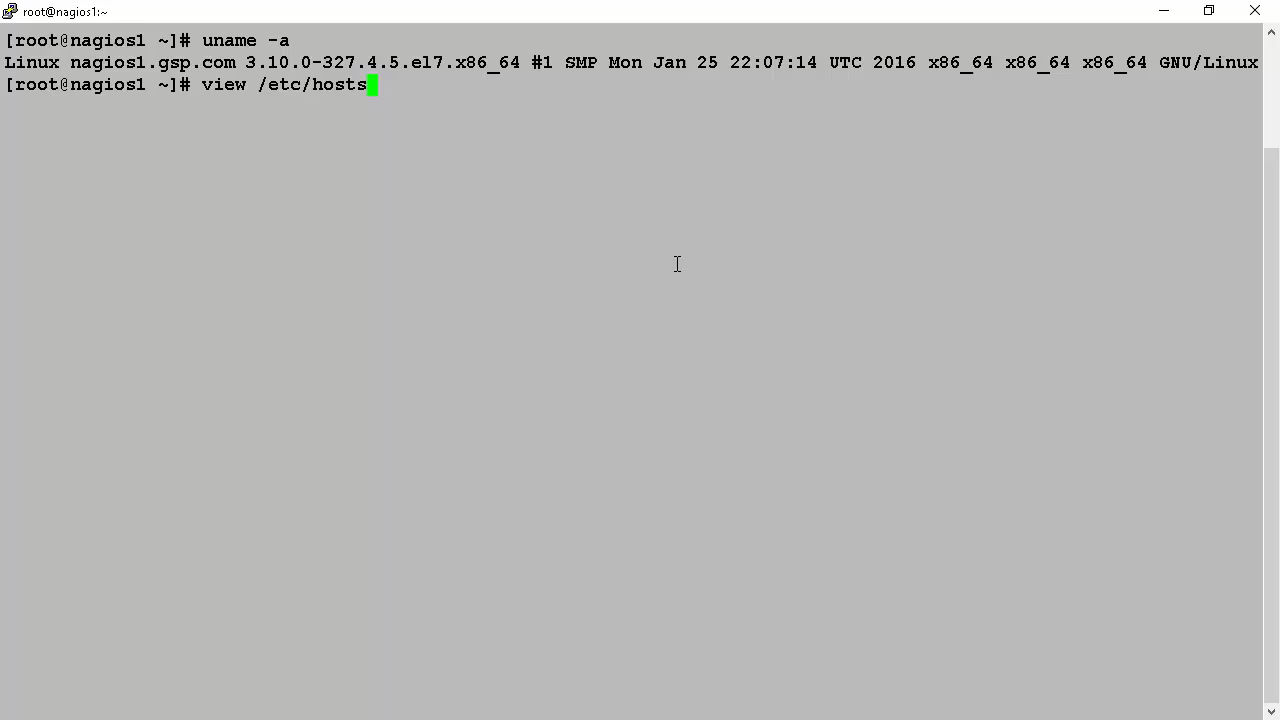 root@nagios1:~
[root@nagios1 ~]# uname -a
Linux nagios1.gsp.com 3.10.0-327.4.5.el7.x86_64 #1 SMP Mon Jan 25 22:07:14 UTC 2016 x86_64 x86_64 x86_64 GNU/Linux
[root@nagios1 ~]# view /etc/hosts